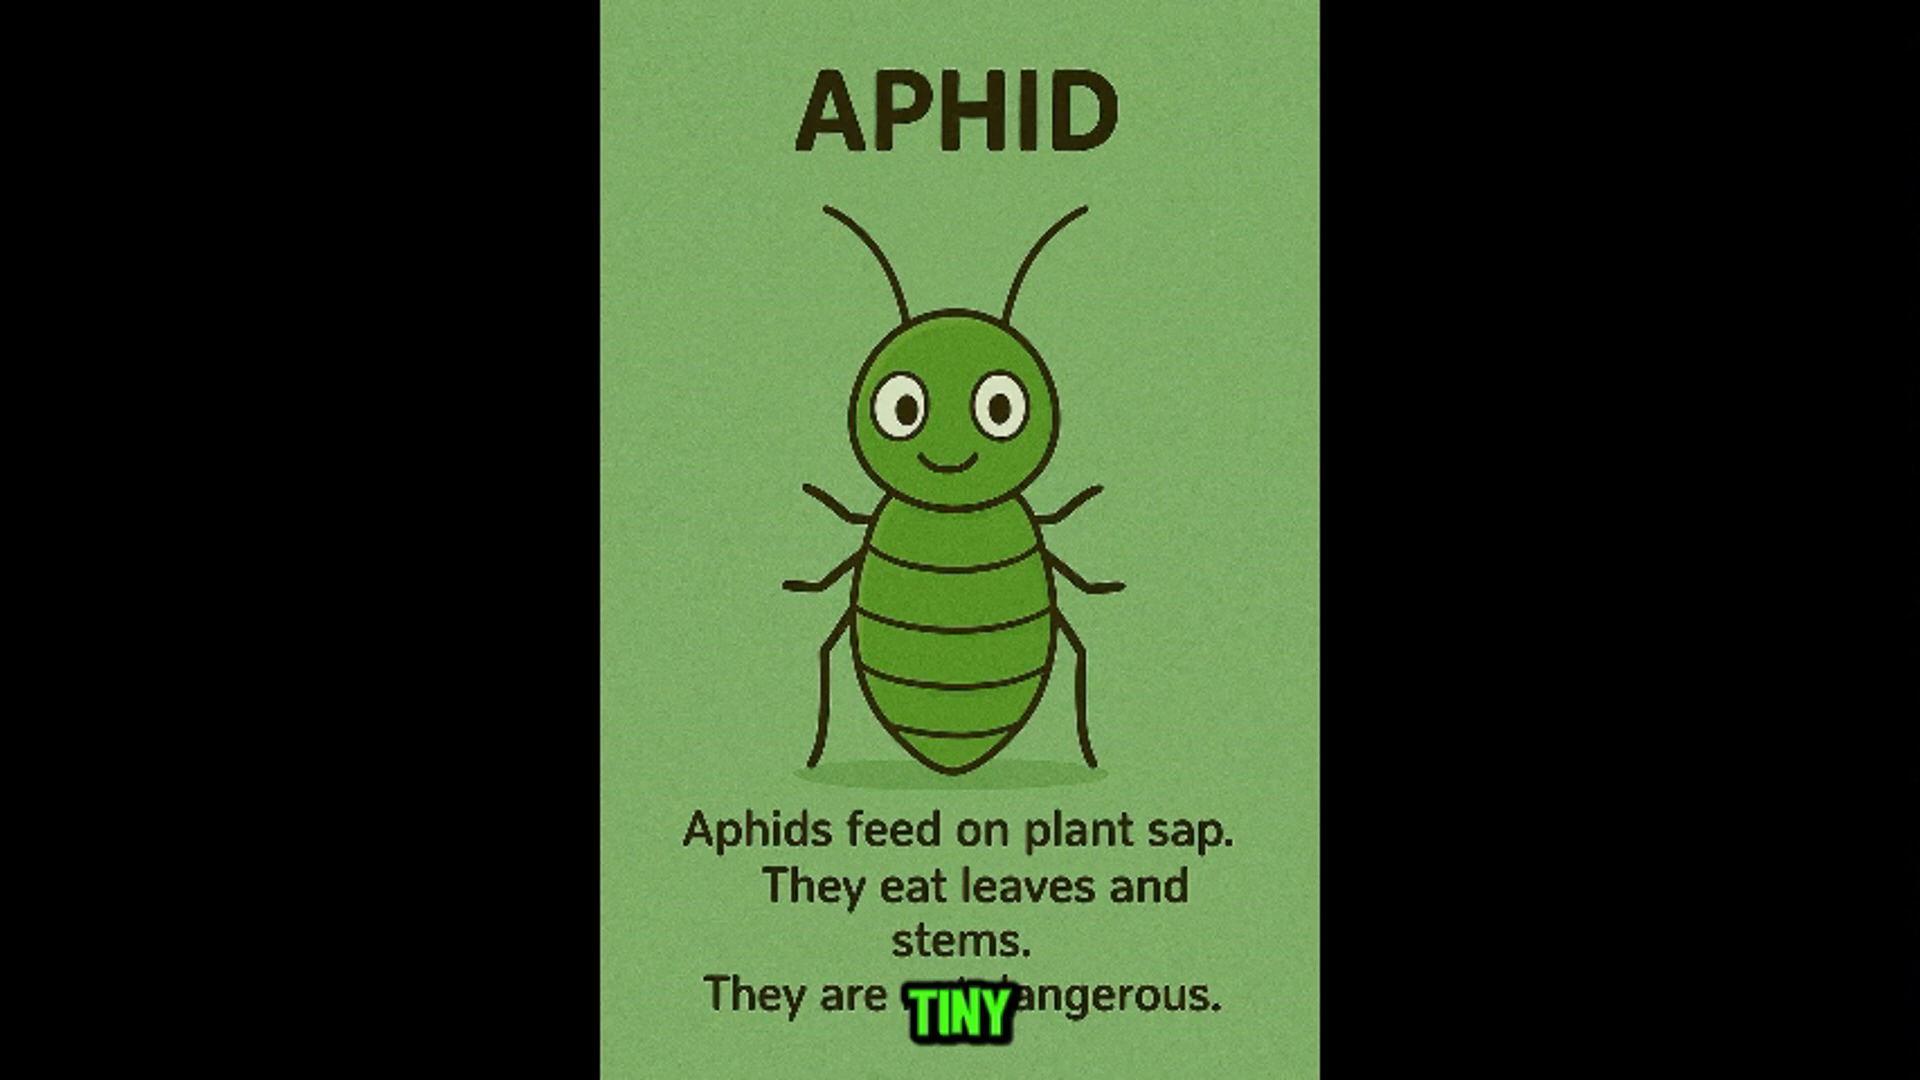 APHID
Aphids feed on plant sap.
They eat leaves and
stems.
They are angerous.
TINY